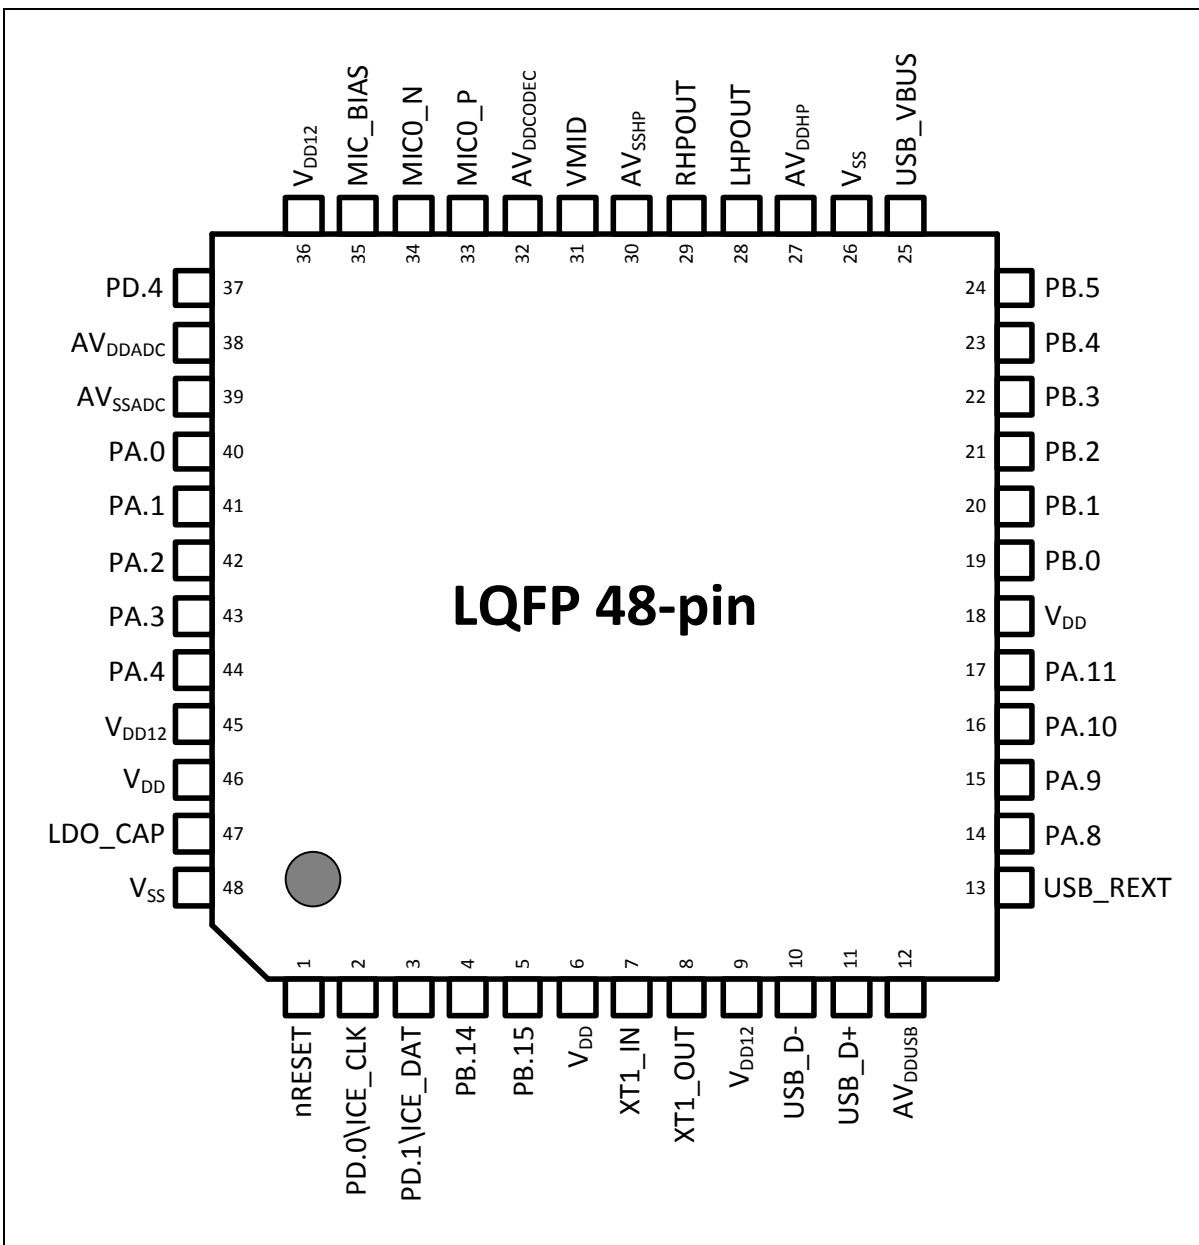 V_DD12
MIC_BIAS
MIC0_N
MIC0_P
AV_DDCODEC
VMID
AV_SSHP
RHPOUT
LHPOUT
AV_DDHP
V_SS
USB_VBUS
36 35 34 33 32 31 30 29 28 27 26 25
PD.4 37
AV_DDADC 38
AV_SSADC 39
PA.0 40
PA.1 41
PA.2 42
PA.3 43
PA.4 44
V_DD12 45
V_DD 46
LDO_CAP 47
V_SS 48
LQFP 48-pin
24 PB.5
23 PB.4
22 PB.3
21 PB.2
20 PB.1
19 PB.0
18 V_DD
17 PA.11
16 PA.10
15 PA.9
14 PA.8
13 USB_REXT
1 2 3 4 5 6 7 8 9 10 11 12
nRESET
PD.0\ICE_CLK
PD.1\ICE_DAT
PB.14
PB.15
V_DD
XT1_IN
XT1_OUT
V_DD12
USB_D-
USB_D+
AV_DDUSB